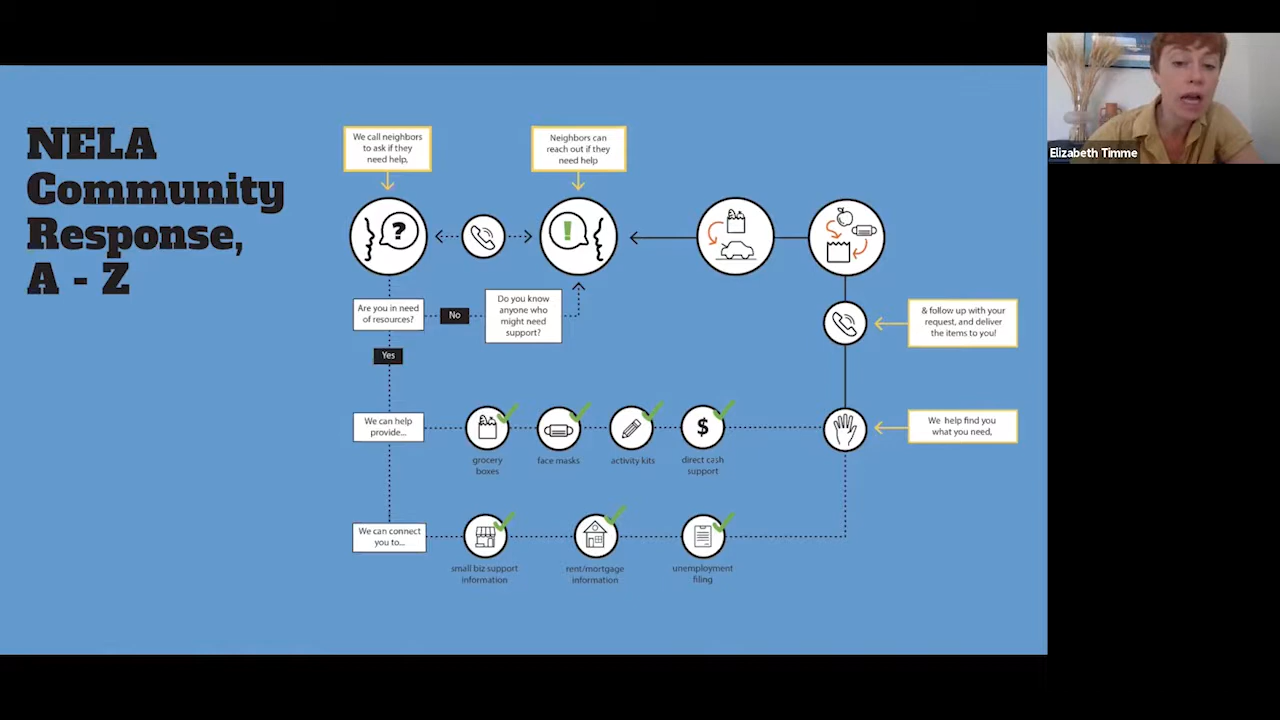 NELA
Community
Response,
A - Z
We call neighbors
to ask if they
need help,
Neighbors can
reach out if they
need help
?
!
Are you in need
of resources?
No
Do you know
anyone who
might need
support?
Yes
& follow up with your
request, and deliver
the items to you!
We can help
provide...
$
We help find you
what you need,
grocery
boxes
face masks
activity kits
direct cash
support
We can connect
you to...
small biz support
information
rent/mortgage
information
unemployment
filing
Elizabeth Timme